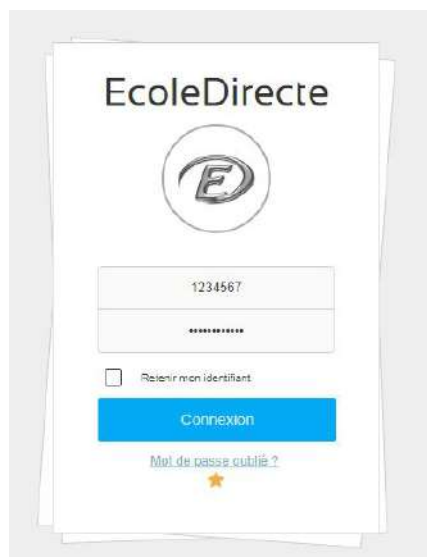 EcoleDirecte
E
1234567
••••••••••••
Retenir mon identifiant
Connexion
Mot de passe oublié ?